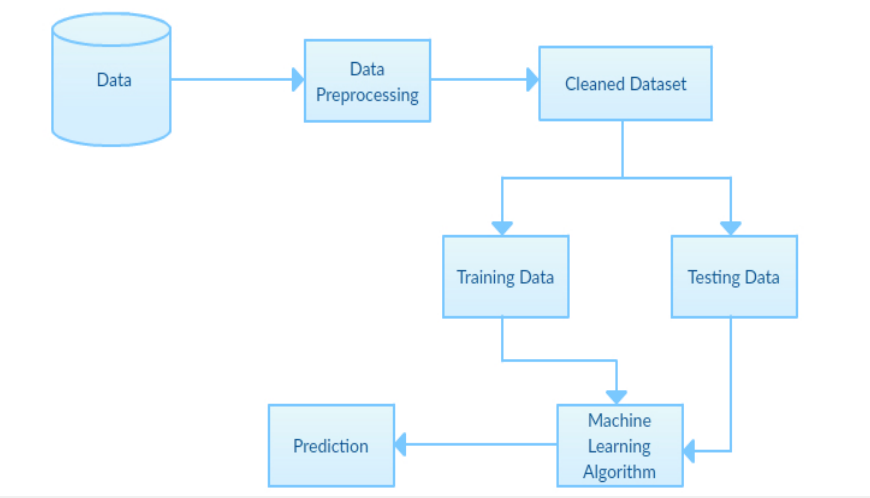 Data
Data
Preprocessing
Cleaned Dataset
Training Data
Testing Data
Machine
Learning
Algorithm
Prediction